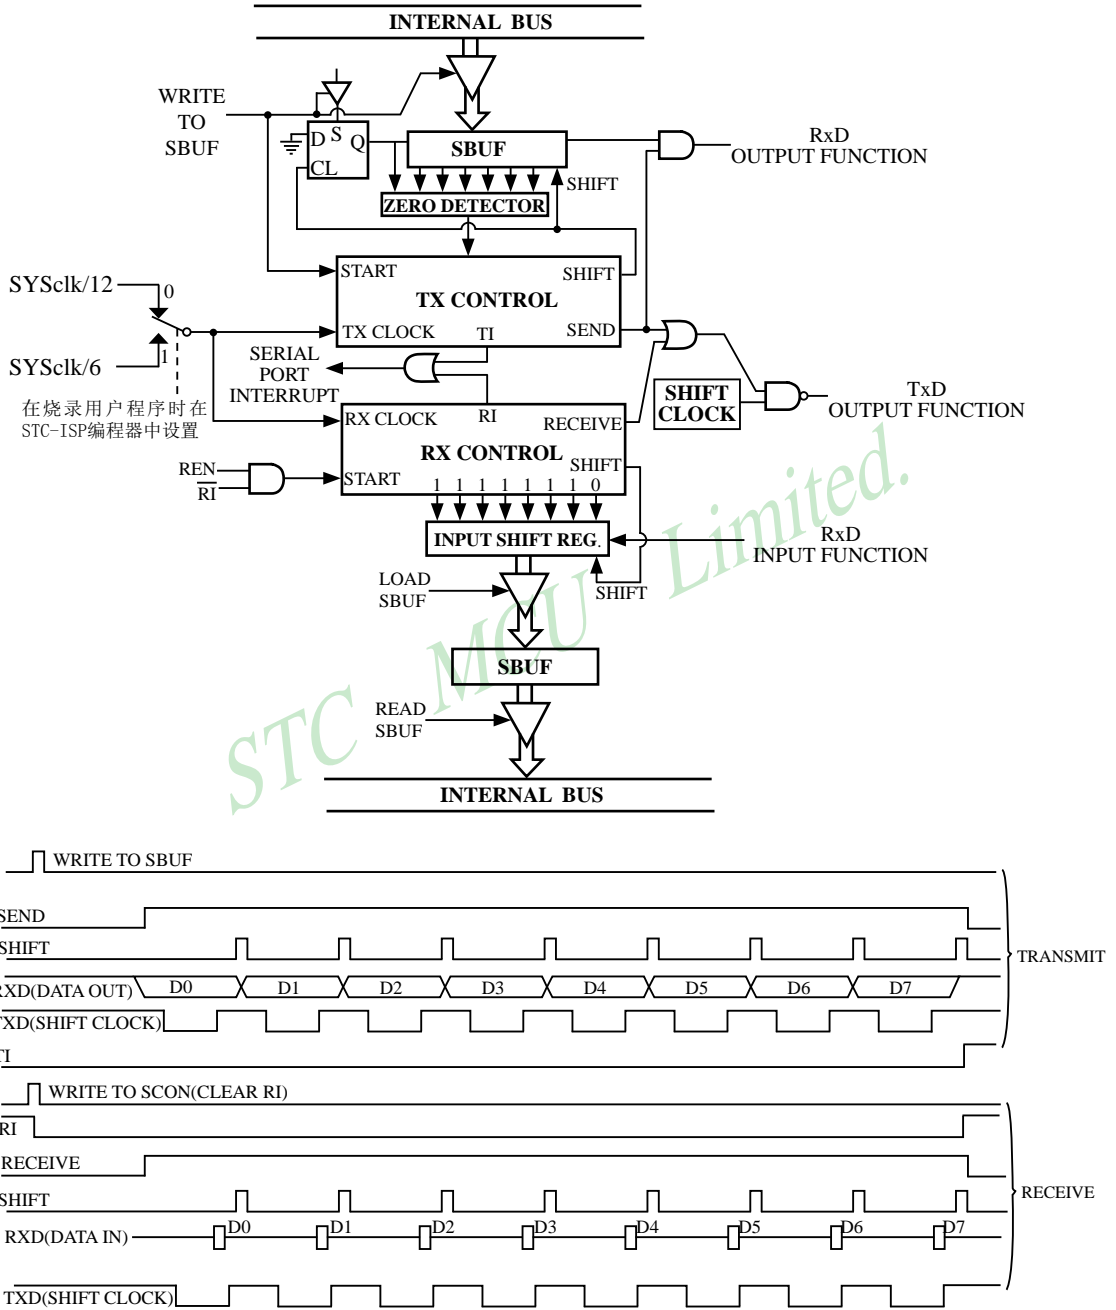 INTERNAL BUS
WRITE
TO
SBUF
D S Q
CL
SBUF
RxD
OUTPUT FUNCTION
SHIFT
ZERO DETECTOR
START
SHIFT
SYSclk/12
0
TX CONTROL
TX CLOCK
TI
SEND
SYSclk/6
1
SERIAL
PORT
INTERRUPT
SHIFT
CLOCK
TxD
OUTPUT FUNCTION
在烧录用户程序时在
STC-ISP编程器中设置
RX CLOCK
RI
RECEIVE
RX CONTROL
SHIFT
REN
RI
START
1 1 1 1 1 1 1 0
INPUT SHIFT REG.
RxD
INPUT FUNCTION
LOAD
SBUF
SHIFT
SBUF
READ
SBUF
INTERNAL BUS
STC MCU Limited.
WRITE TO SBUF
SEND
SHIFT
RXD(DATA OUT) D0 D1 D2 D3 D4 D5 D6 D7
TXD(SHIFT CLOCK)
TI
TRANSMIT
WRITE TO SCON(CLEAR RI)
RI
RECEIVE
SHIFT
RXD(DATA IN) D0 D1 D2 D3 D4 D5 D6 D7
TXD(SHIFT CLOCK)
RECEIVE